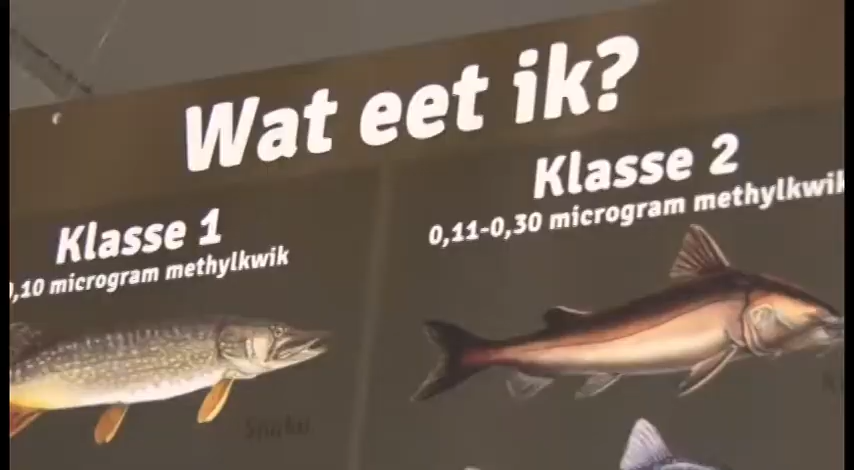 Wat eet ik?
Klasse 1
,10 microgram methylkwik
Klasse 2
0,11-0,30 microgram methylkwik